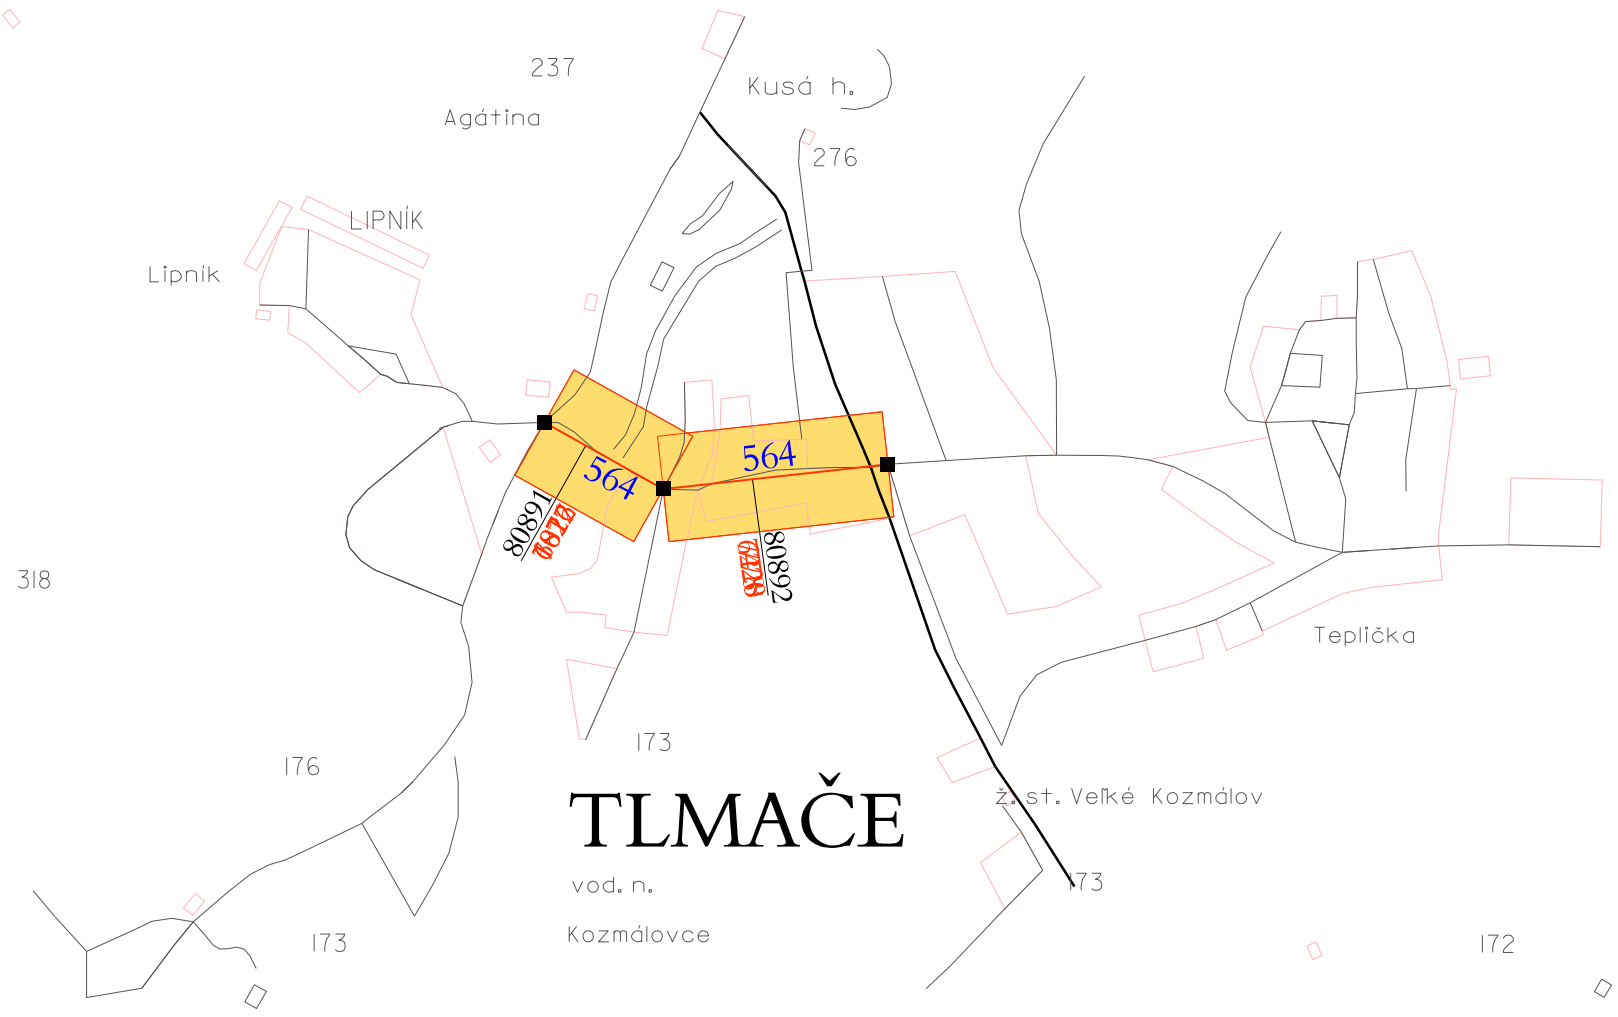 237
Kusá h.
Agátina
276
LIPNÍK
Lipník
564
564
80891
80892
318
Teplička
173
176
TLMAČE
ž. st. Veľké Kozmálov
vod. n.
173
Kozmálovce
173
172